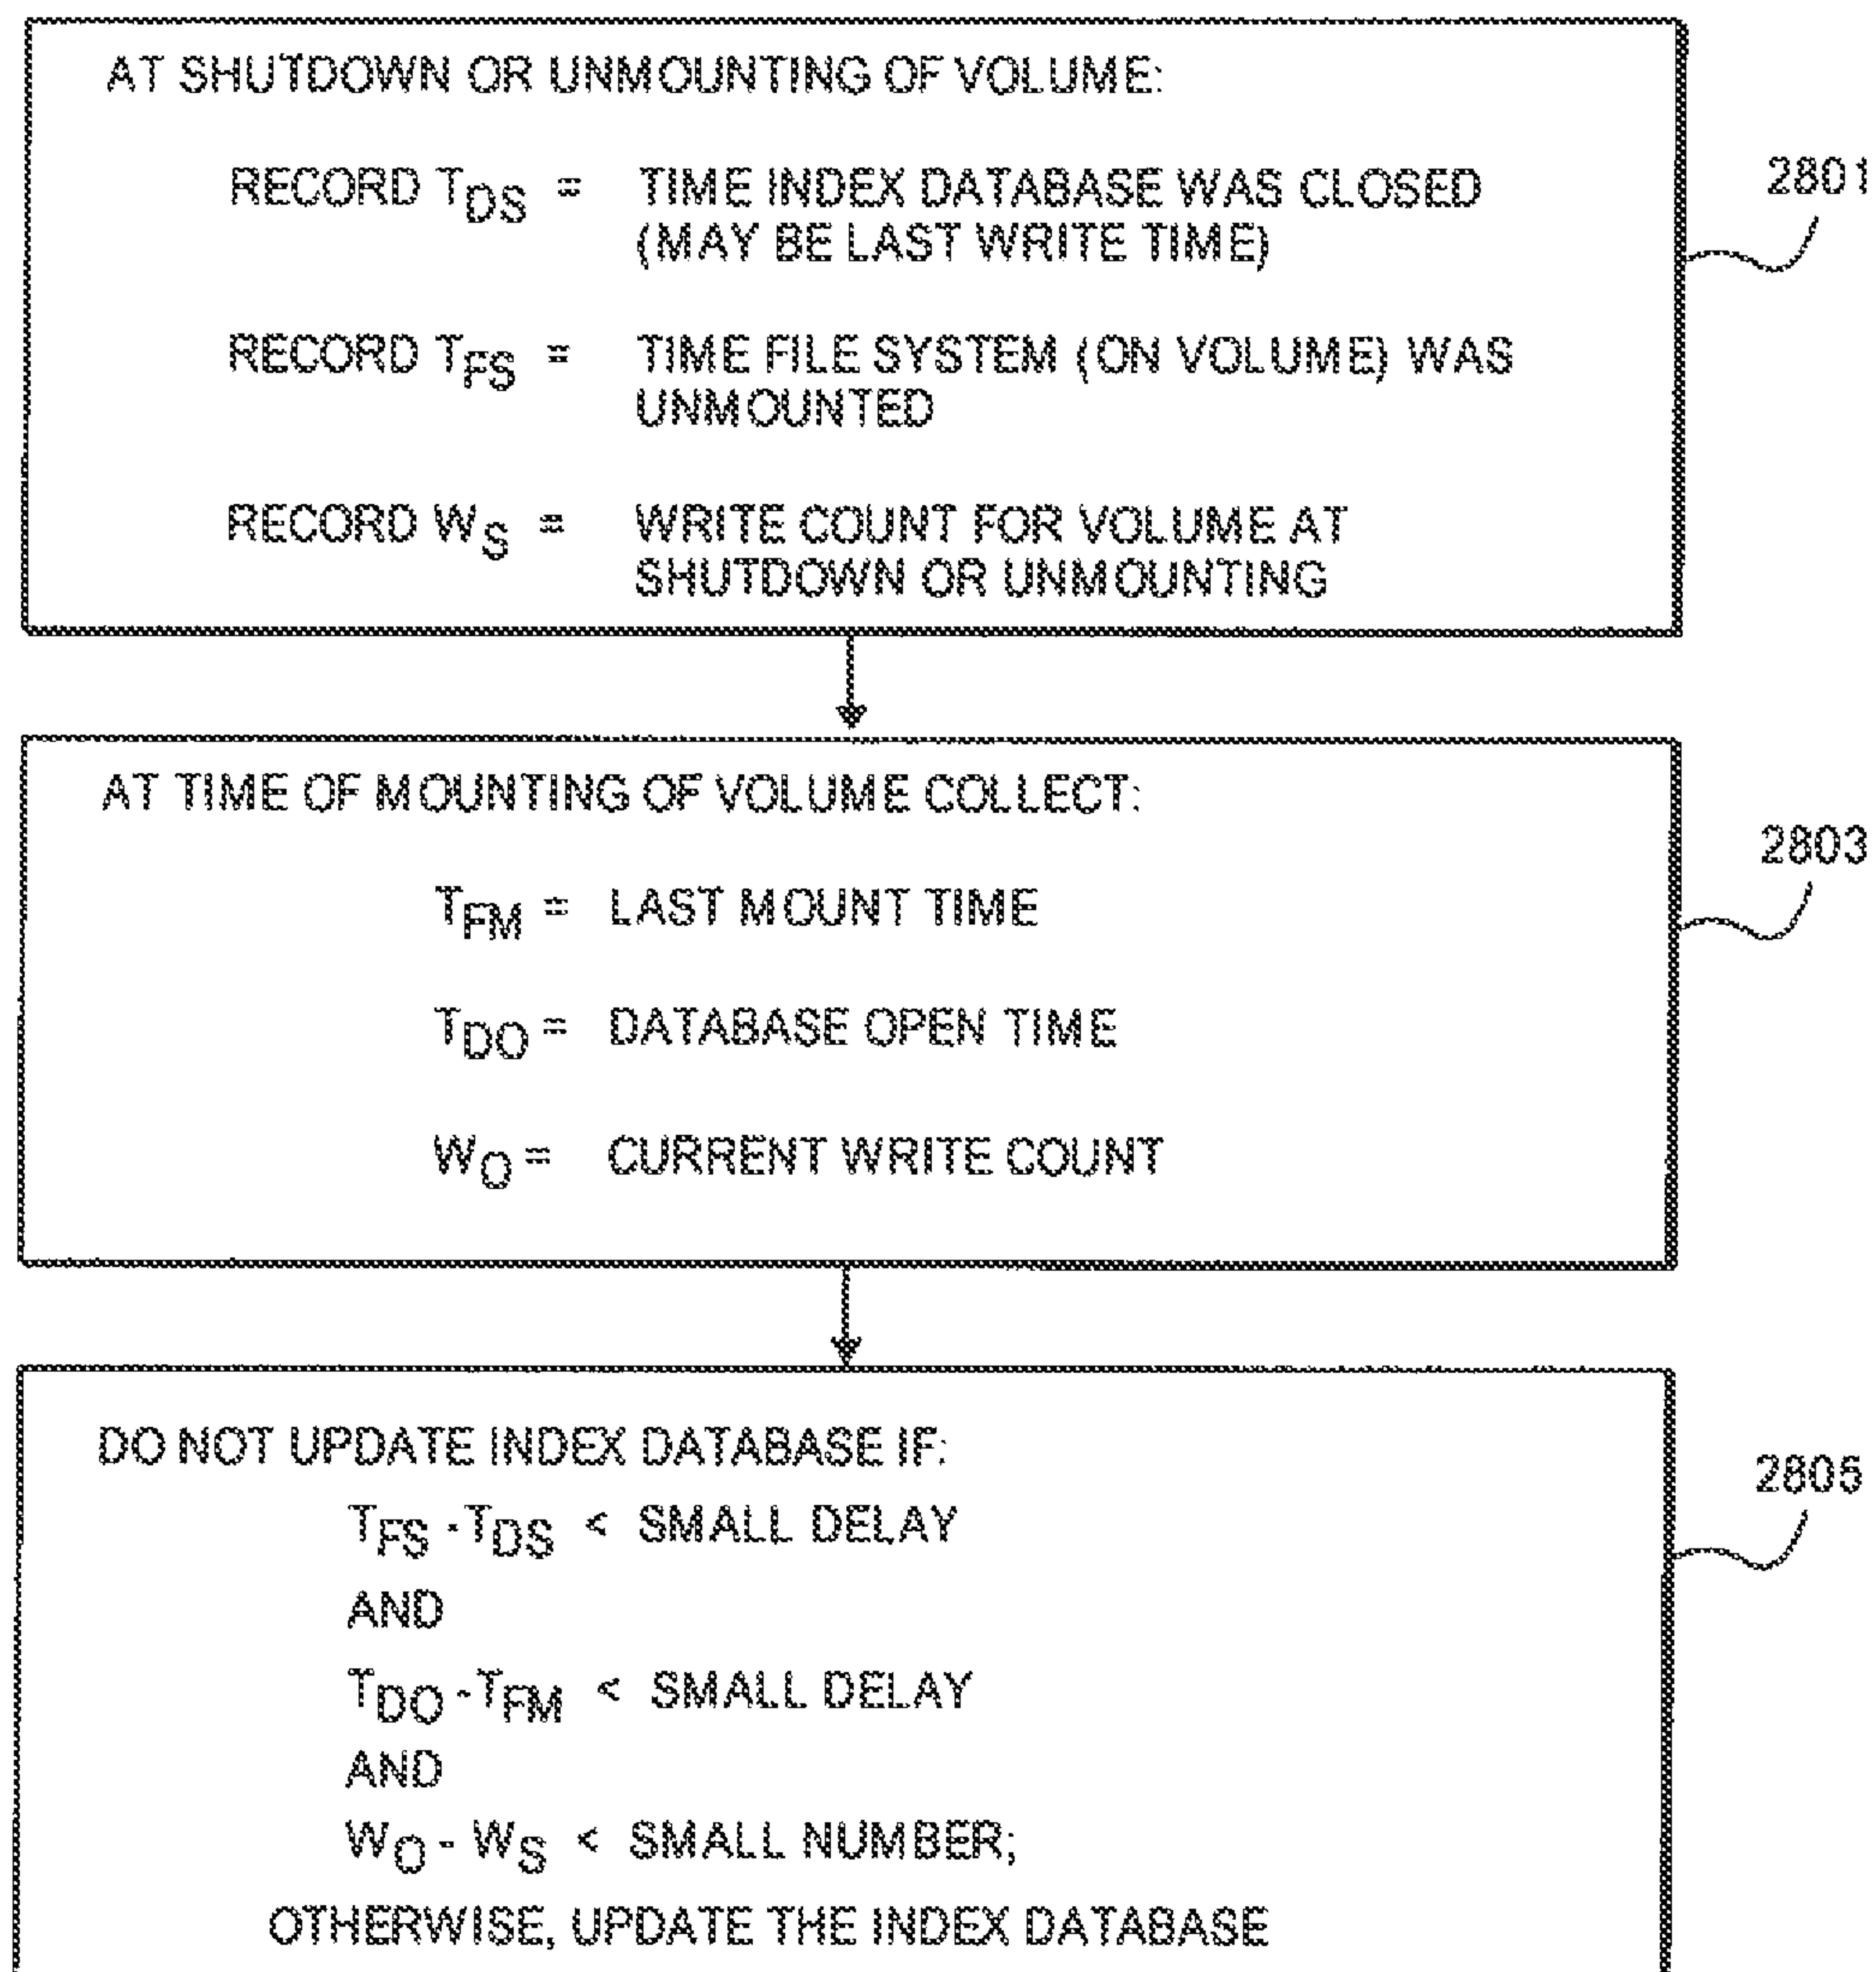 AT SHUTDOWN OR UNMOUNTING OF VOLUME:
RECORD TDS = TIME INDEX DATABASE WAS CLOSED
(MAY BE LAST WRITE TIME)
2801
RECORD TFS = TIME FILE SYSTEM (ON VOLUME) WAS
UNMOUNTED
RECORD WS = WRITE COUNT FOR VOLUME AT
SHUTDOWN OR UNMOUNTING
AT TIME OF MOUNTING OF VOLUME COLLECT:
2803
TFM = LAST MOUNT TIME
TDO = DATABASE OPEN TIME
WO = CURRENT WRITE COUNT
DO NOT UPDATE INDEX DATABASE IF:
2805
TFS - TDS < SMALL DELAY
AND
TDO - TFM < SMALL DELAY
AND
WO - WS < SMALL NUMBER;
OTHERWISE, UPDATE THE INDEX DATABASE